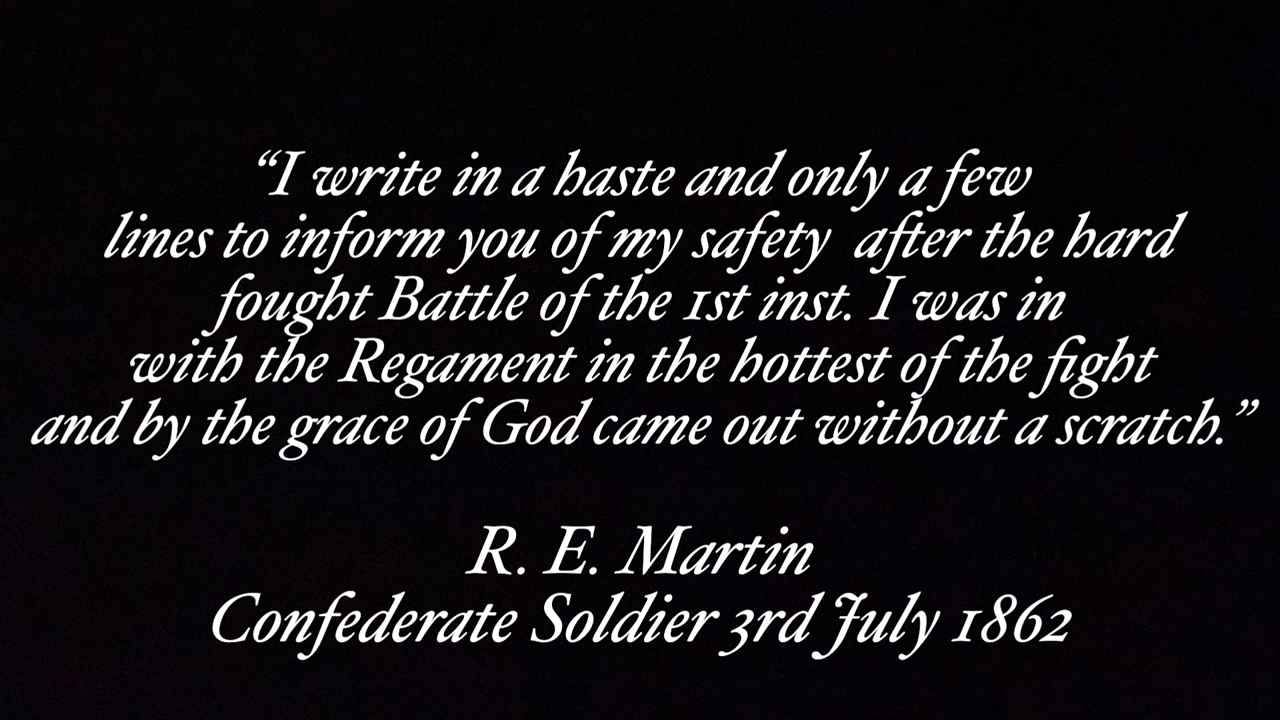 “I write in a haste and only a few
lines to inform you of my safety  after the hard
fought Battle of the 1st inst. I was in
with the Regament in the hottest of the fight
and by the grace of God came out without a scratch.”
R. E. Martin
Confederate Soldier 3rd July 1862